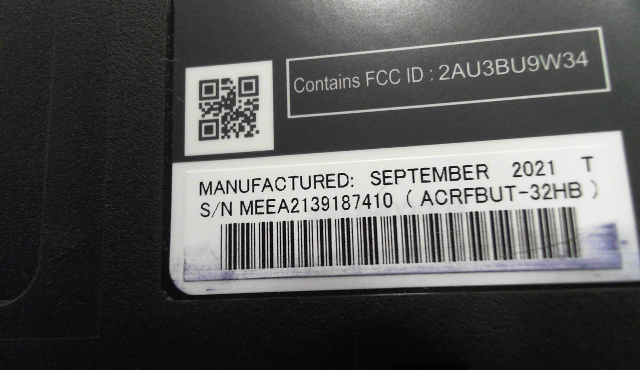 Contains FCC ID : 2AU3BU9W34
MANUFACTURED: SEPTEMBER 2021 T
S/N MEEA2139187410 ( ACRFBUT-32HB )